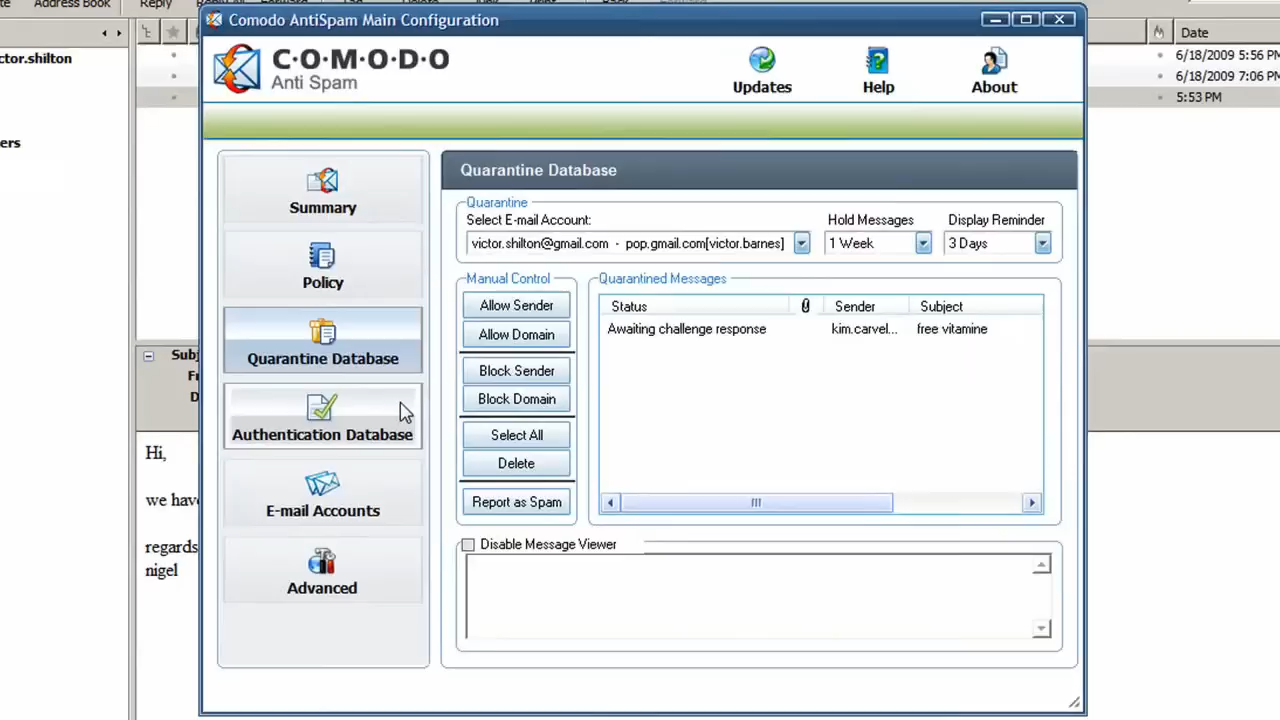 Address Book
Reply
Comodo AntiSpam Main Configuration
C·O·M·O·D·O
Anti Spam
Updates
Help
About
ctor.shilton
ers
Date
6/18/2009 5:56 PM
6/18/2009 7:06 PM
5:53 PM
Summary
Policy
Quarantine Database
Authentication Database
E-mail Accounts
Advanced
Quarantine Database
Quarantine
Select E-mail Account:
Hold Messages
Display Reminder
victor.shilton@gmail.com - pop.gmail.com[victor.barnes]
1 Week
3 Days
Manual Control
Allow Sender
Allow Domain
Block Sender
Block Domain
Select All
Delete
Report as Spam
Quarantined Messages
Status
Sender
Subject
Awaiting challenge response
kim.carvel...
free vitamine
Disable Message Viewer
Subj
Fr
D
Hi,
we have
regards
nigel